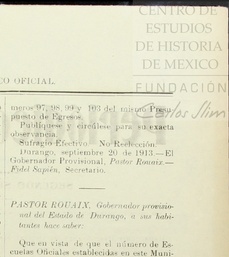 CENTRO DE
ESTUDIOS
DE HISTORIA
DE MEXICO
FUNDACIÓN
Carlos Slim
CO OFICIAL.
meros 97, 98, 99 y 103 del mismo Presu-
puesto de Egresos.
Publíquese y circúlese para su exacta
observancia.
Sufragio Efectivo. No Reelección.
Durango, septiembre 20 de 1913.—El
Gobernador Provisional, Pastor Rouaix.—
Fidel Sapién, Secretario.
PASTOR ROUAIX, Gobernador provisio-
nal del Estado de Durango, a sus habi-
tantes hace saber:
Que en vista de que el número de Es-
cuelas Oficiales establecidas en este Muni-